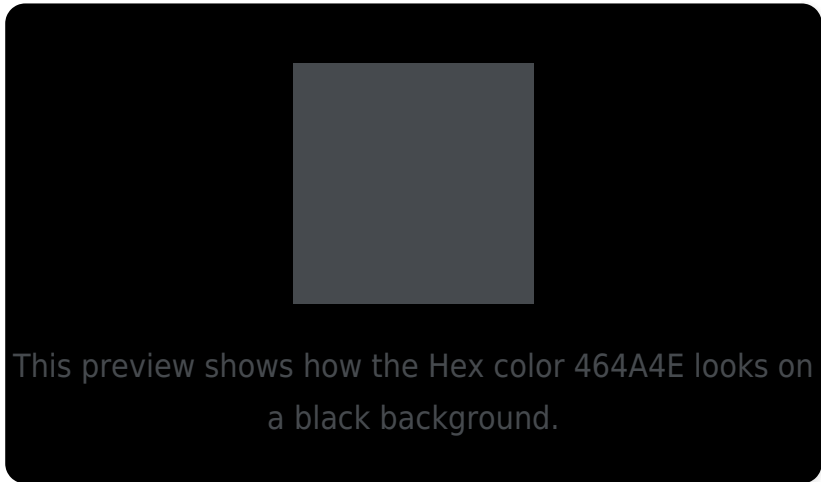 This preview shows how the Hex color 464A4E looks on
a black background.